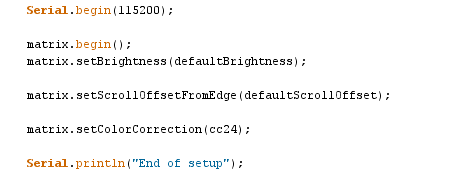 Serial.begin(115200);
matrix.begin();
matrix.setBrightness(defaultBrightness);
matrix.setScrollOffsetFromEdge(defaultScrollOffset);
matrix.setColorCorrection(cc24);
Serial.println("End of setup");